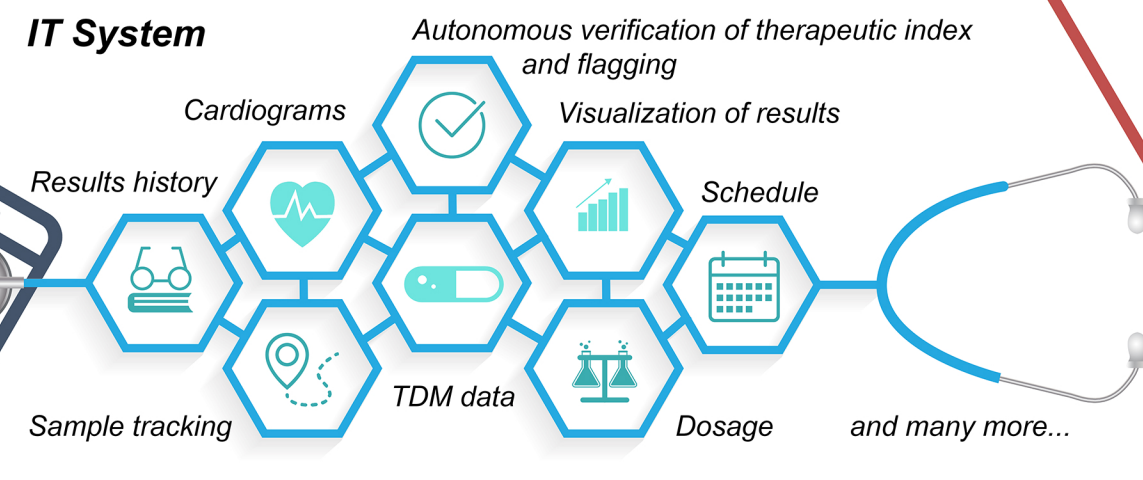 IT System
Autonomous verification of therapeutic index
and flagging
Cardiograms
Visualization of results
Results history
Schedule
TDM data
Sample tracking
Dosage
and many more...